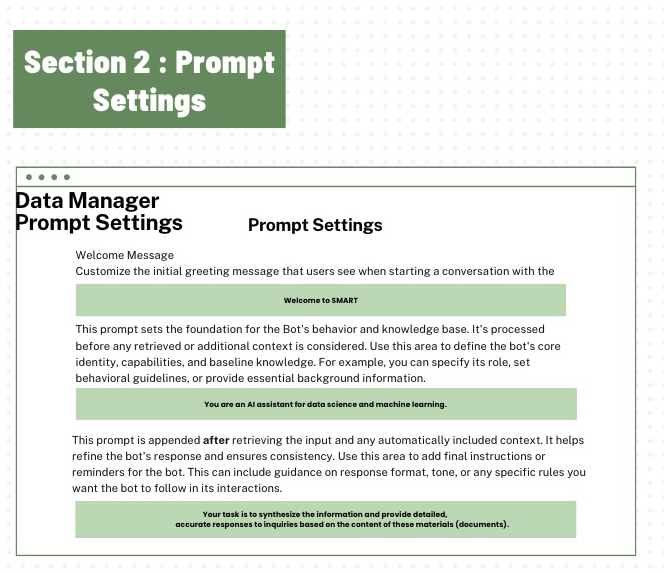 Section 2 : Prompt
Settings
Data Manager
Prompt Settings
Prompt Settings
Welcome Message
Customize the initial greeting message that users see when starting a conversation with the
Welcome to SMART
This prompt sets the foundation for the Bot's behavior and knowledge base. It's processed
before any retrieved or additional context is considered. Use this area to define the bot's core
identity, capabilities, and baseline knowledge. For example, you can specify its role, set
behavioral guidelines, or provide essential background information.
You are an AI assistant for data science and machine learning.
This prompt is appended after retrieving the input and any automatically included context. It helps
refine the bot's response and ensures consistency. Use this area to add final instructions or
reminders for the bot. This can include guidance on response format, tone, or any specific rules you
want the bot to follow in its interactions.
Your task is to synthesize the information and provide detailed,
accurate responses to inquiries based on the content of these materials (documents).